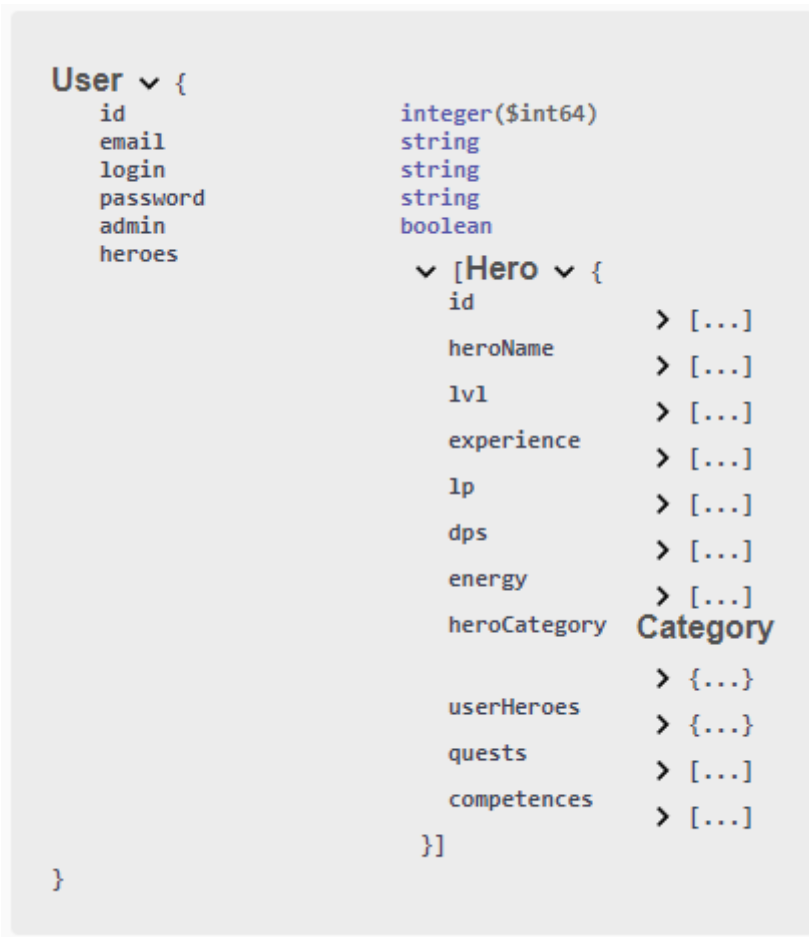 User {
id integer($int64)
email string
login string
password string
admin boolean
heroes
[Hero {
id
[...]
heroName
[...]
lvl
[...]
experience
[...]
lp
[...]
dps
[...]
energy
[...]
heroCategory Category
{...}
userHeroes
{...}
quests
[...]
competences
[...]
}]
}